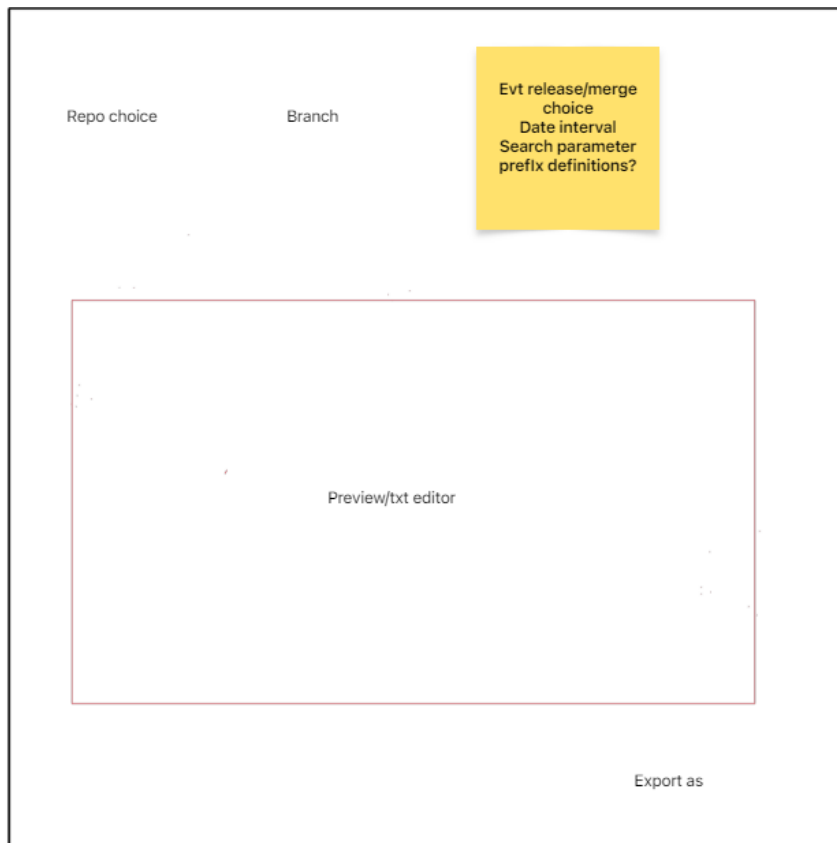 Repo choice
Branch
Evt release/merge
choice
Date interval
Search parameter
prefIx definitions?
Preview/txt editor
Export as